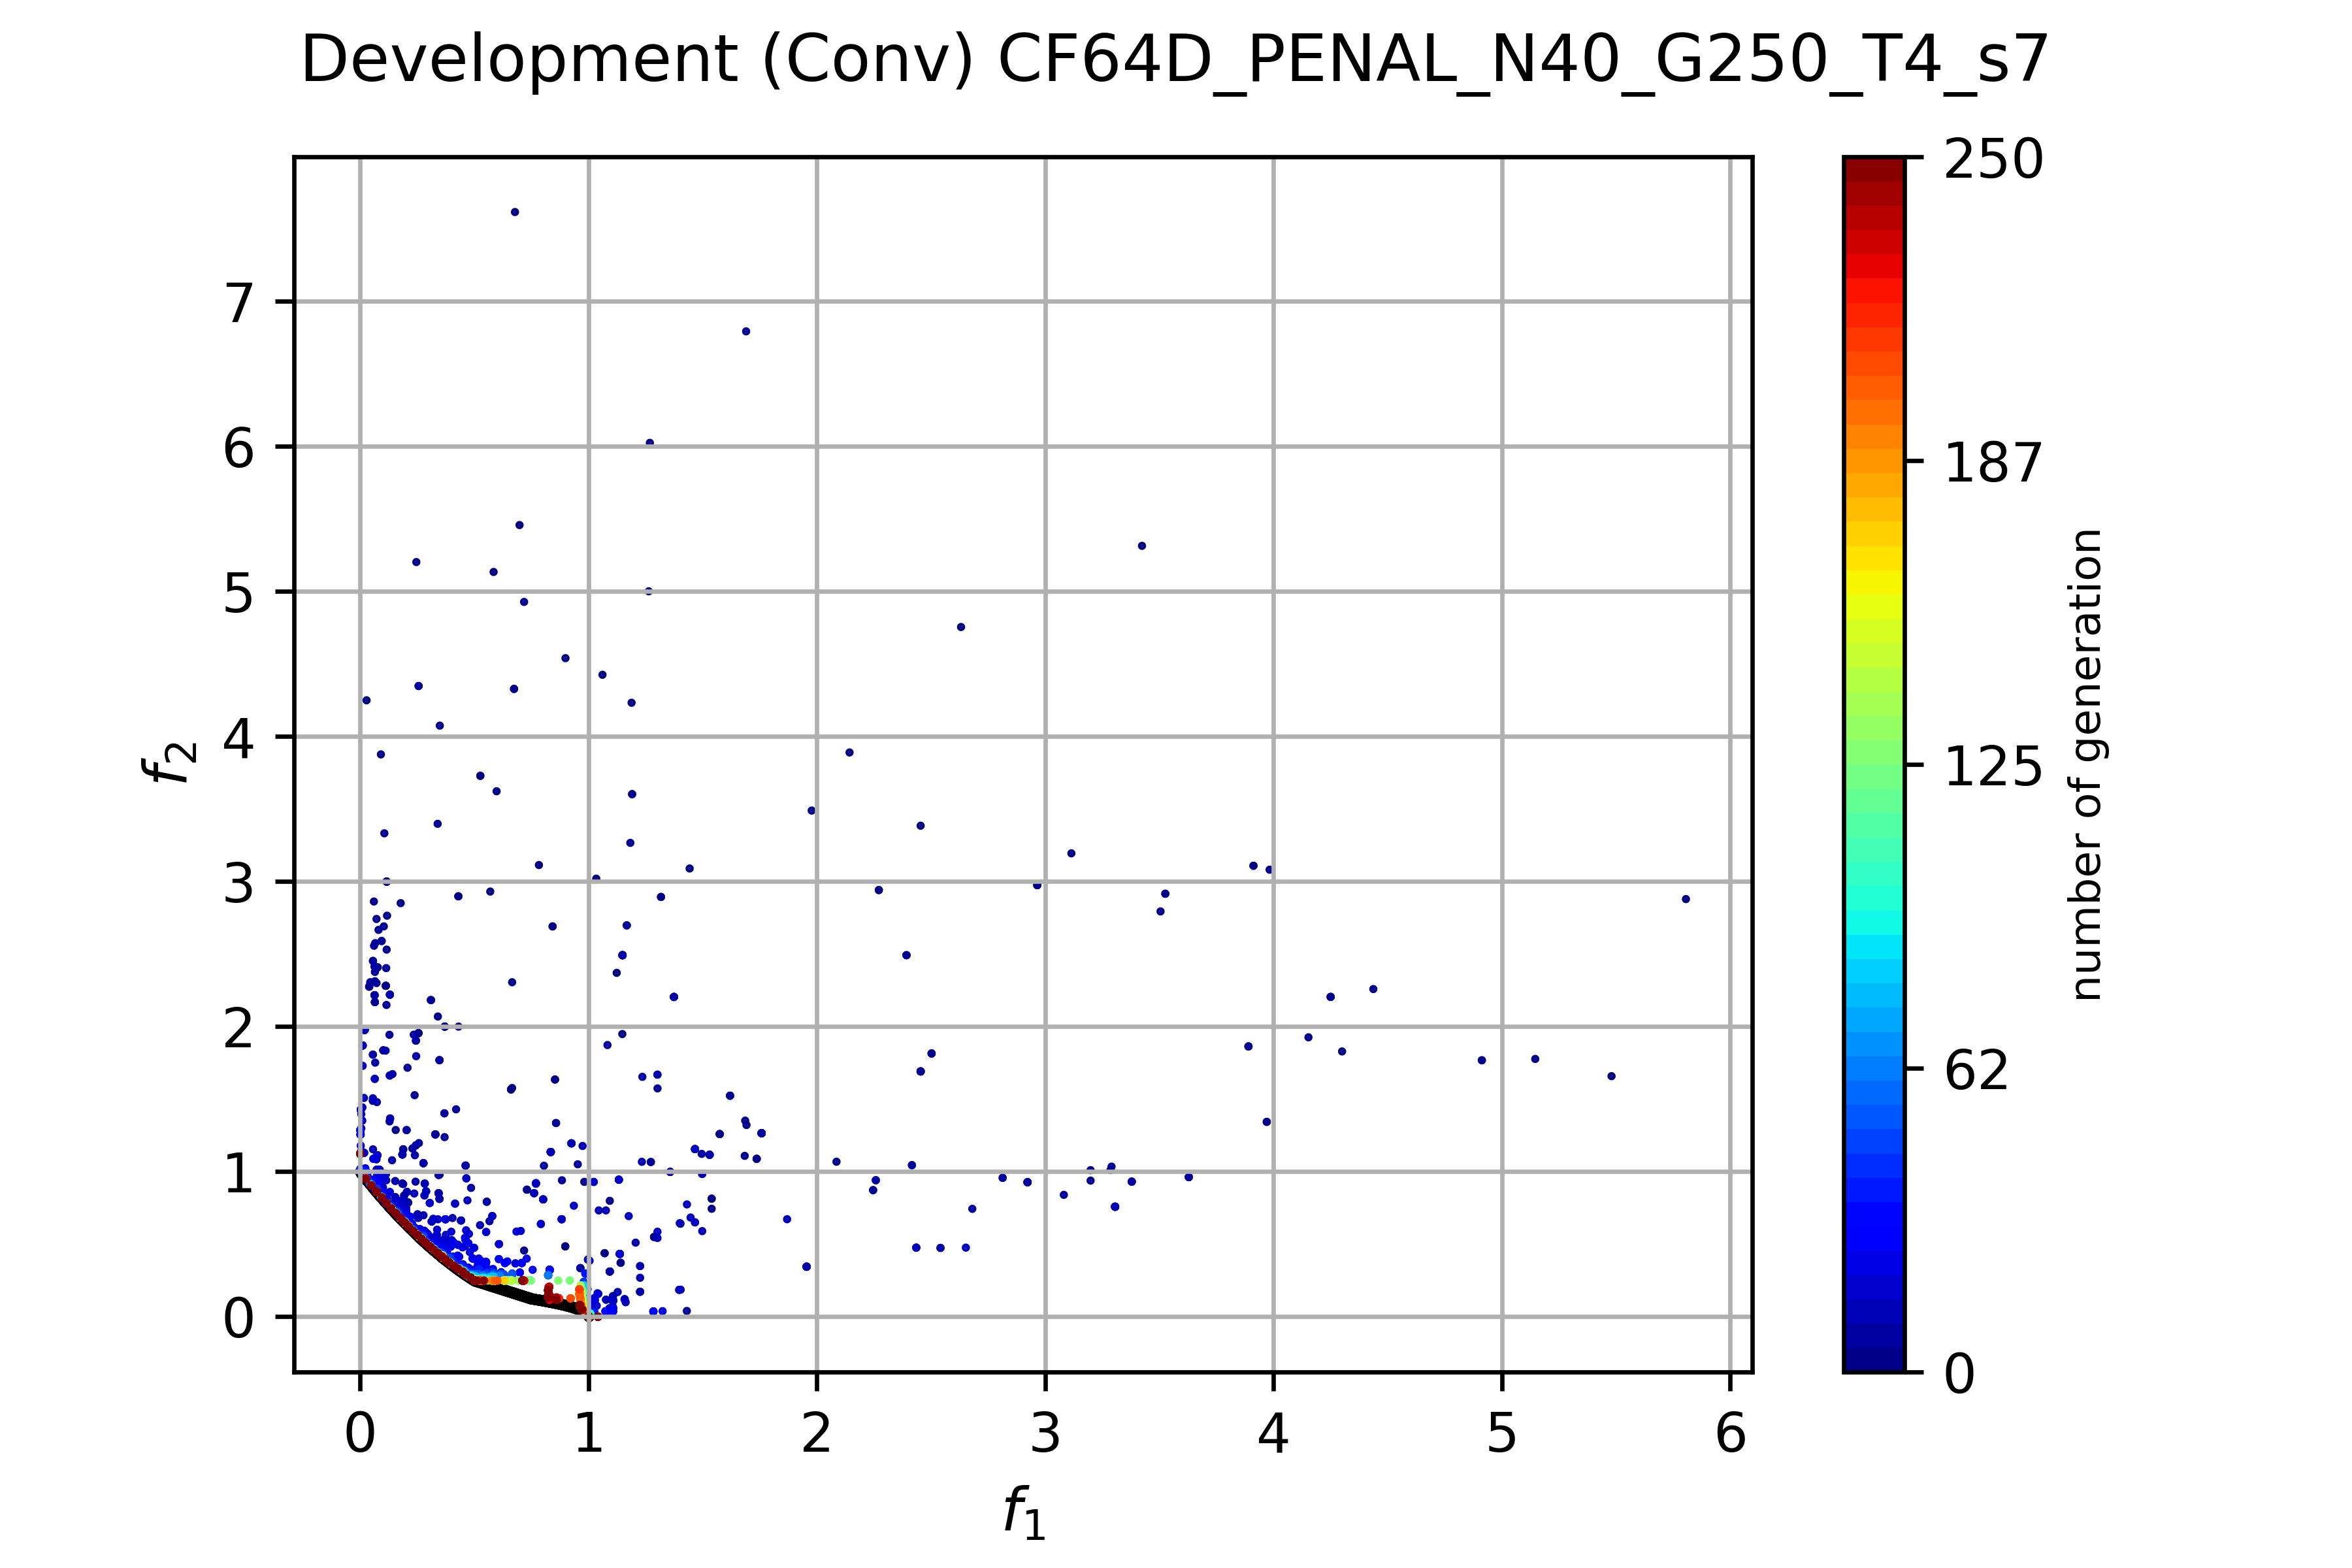 Development (Conv) CF64D_PENAL_N40_G250_T4_s7
7
6
5
4
3
2
1
0
f2
0 1 2 3 4 5 6
f1
250
187
125
62
0
number of generation